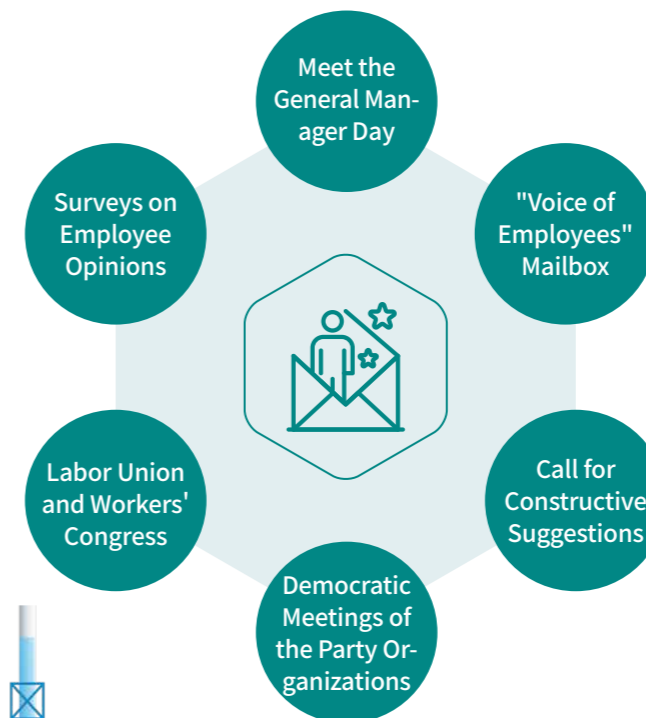 Meet the
General Man-
ager Day
Surveys on
Employee
Opinions
"Voice of
Employees"
Mailbox
Labor Union
and Workers'
Congress
Call for
Constructive
Suggestions
Democratic
Meetings of
the Party Or-
ganizations